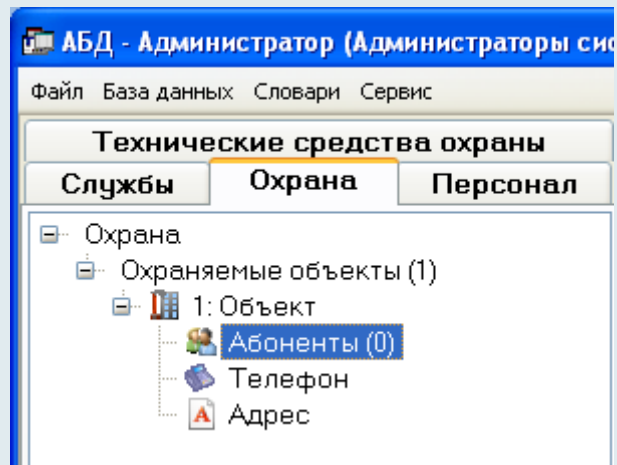 АБД - Администратор (Администраторы сис
Файл База данных Словари Сервис
Технические средства охраны
Службы Охрана Персонал
Охрана
Охраняемые объекты (1)
1: Объект
Абоненты (0)
Телефон
Адрес